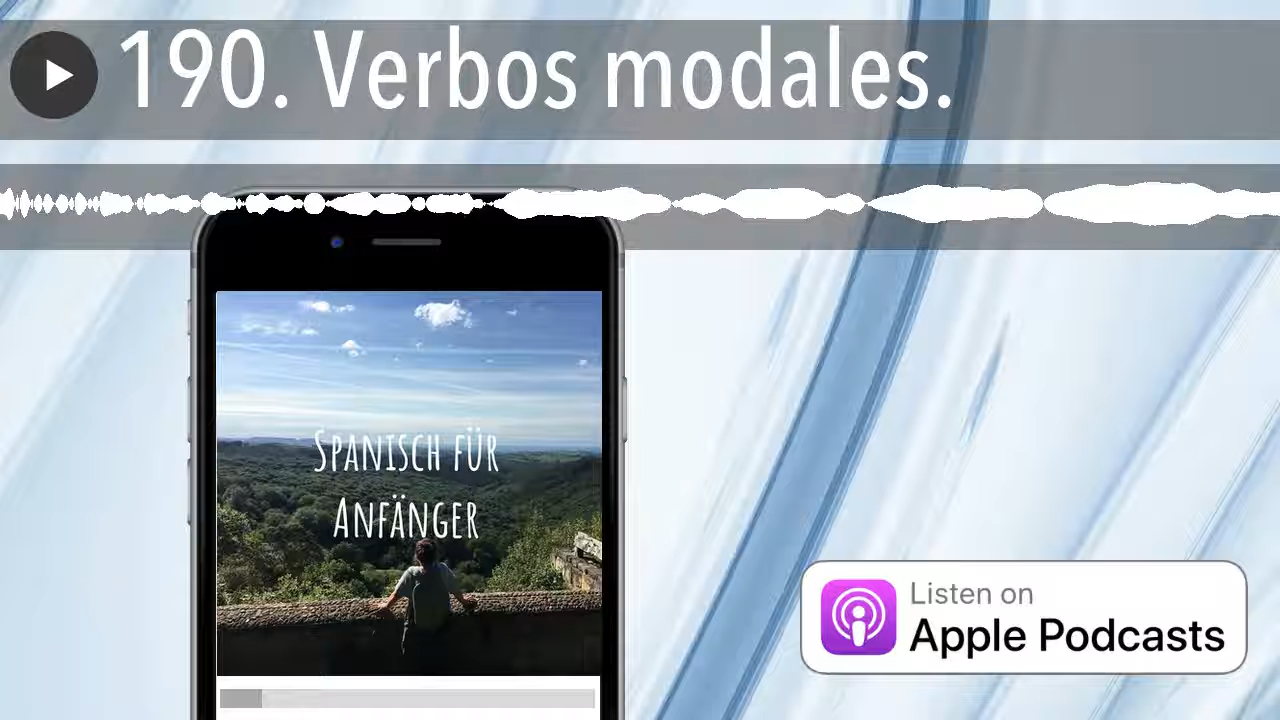 190. Verbos modales.
Spanisch für
Anfänger
Listen on
Apple Podcasts